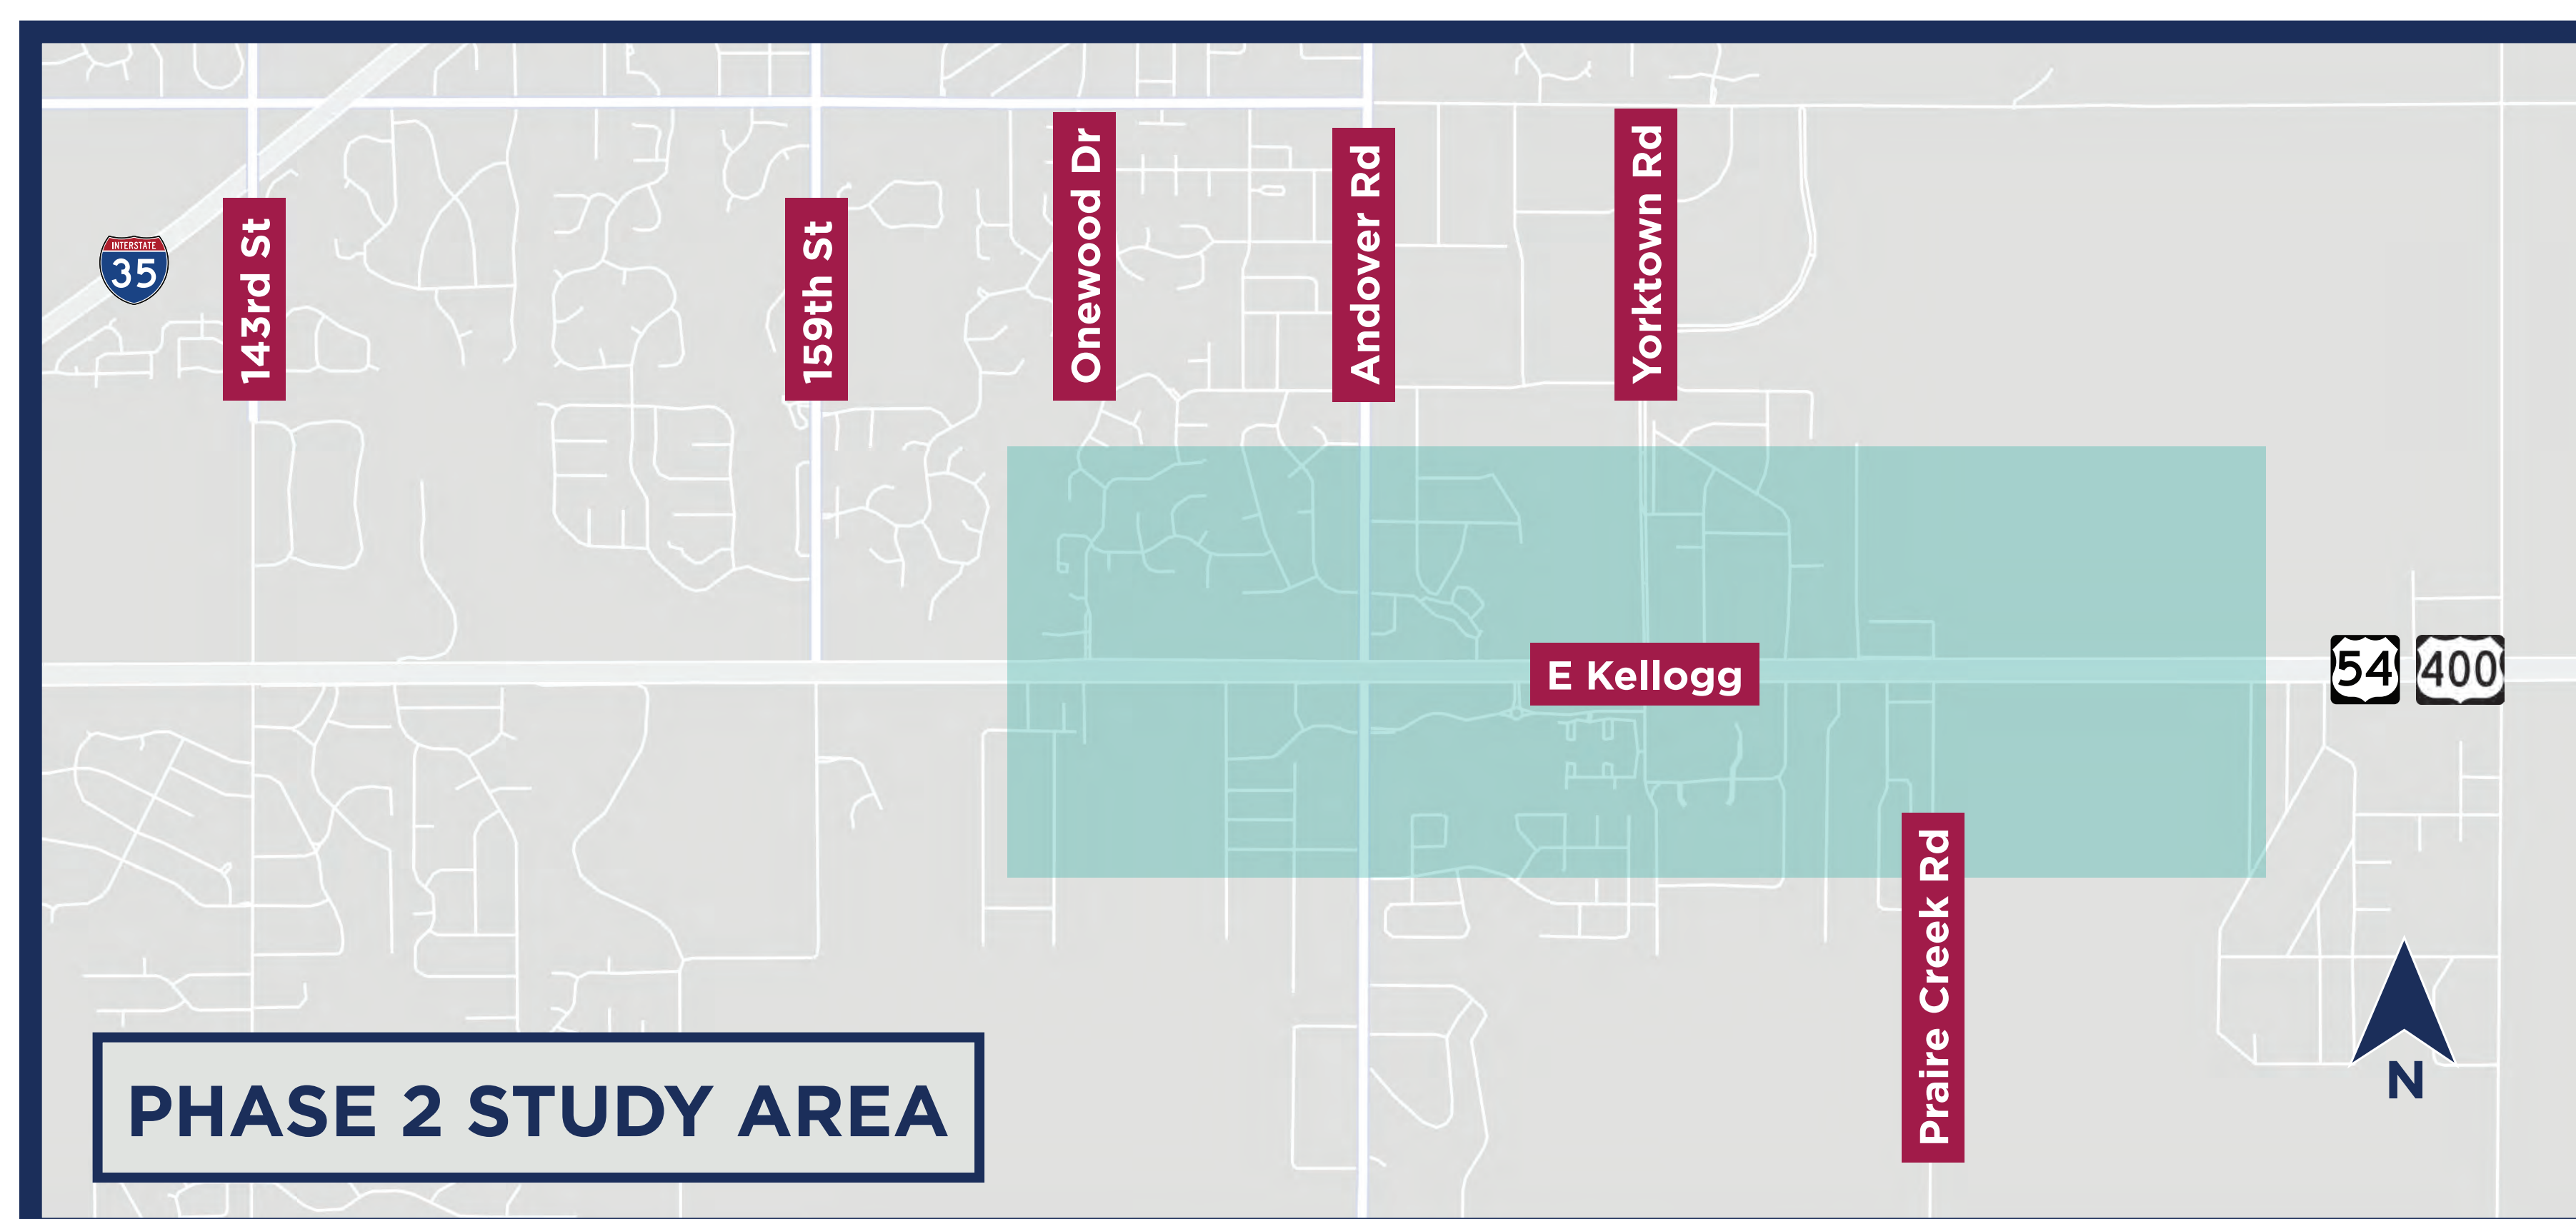 INTERSTATE
35
143rd St
159th St
Onewood Dr
Andover Rd
Yorktown Rd
E Kellogg
54
400
Praire Creek Rd
N
PHASE 2 STUDY AREA